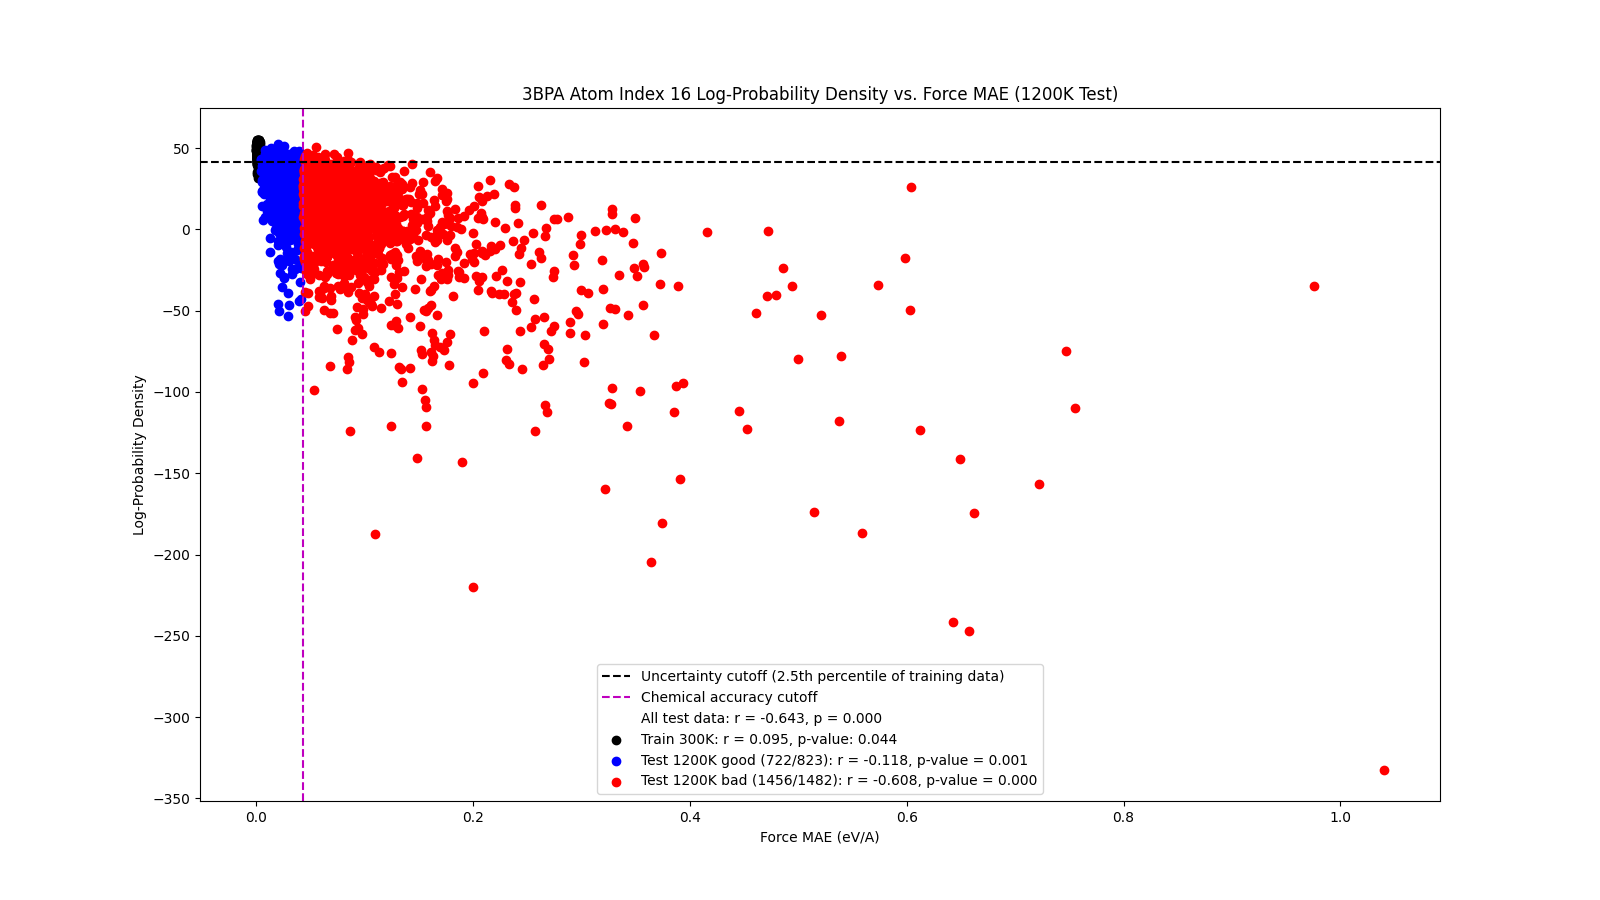 3BPA Atom Index 16 Log-Probability Density vs. Force MAE (1200K Test)
Log-Probability Density
50
0
−50
−100
−150
−200
−250
−300
−350
Uncertainty cutoff (2.5th percentile of training data)
Chemical accuracy cutoff
All test data: r = -0.643, p = 0.000
Train 300K: r = 0.095, p-value: 0.044
Test 1200K good (722/823): r = -0.118, p-value = 0.001
Test 1200K bad (1456/1482): r = -0.608, p-value = 0.000
0.0 0.2 0.4 0.6 0.8 1.0
Force MAE (eV/A)